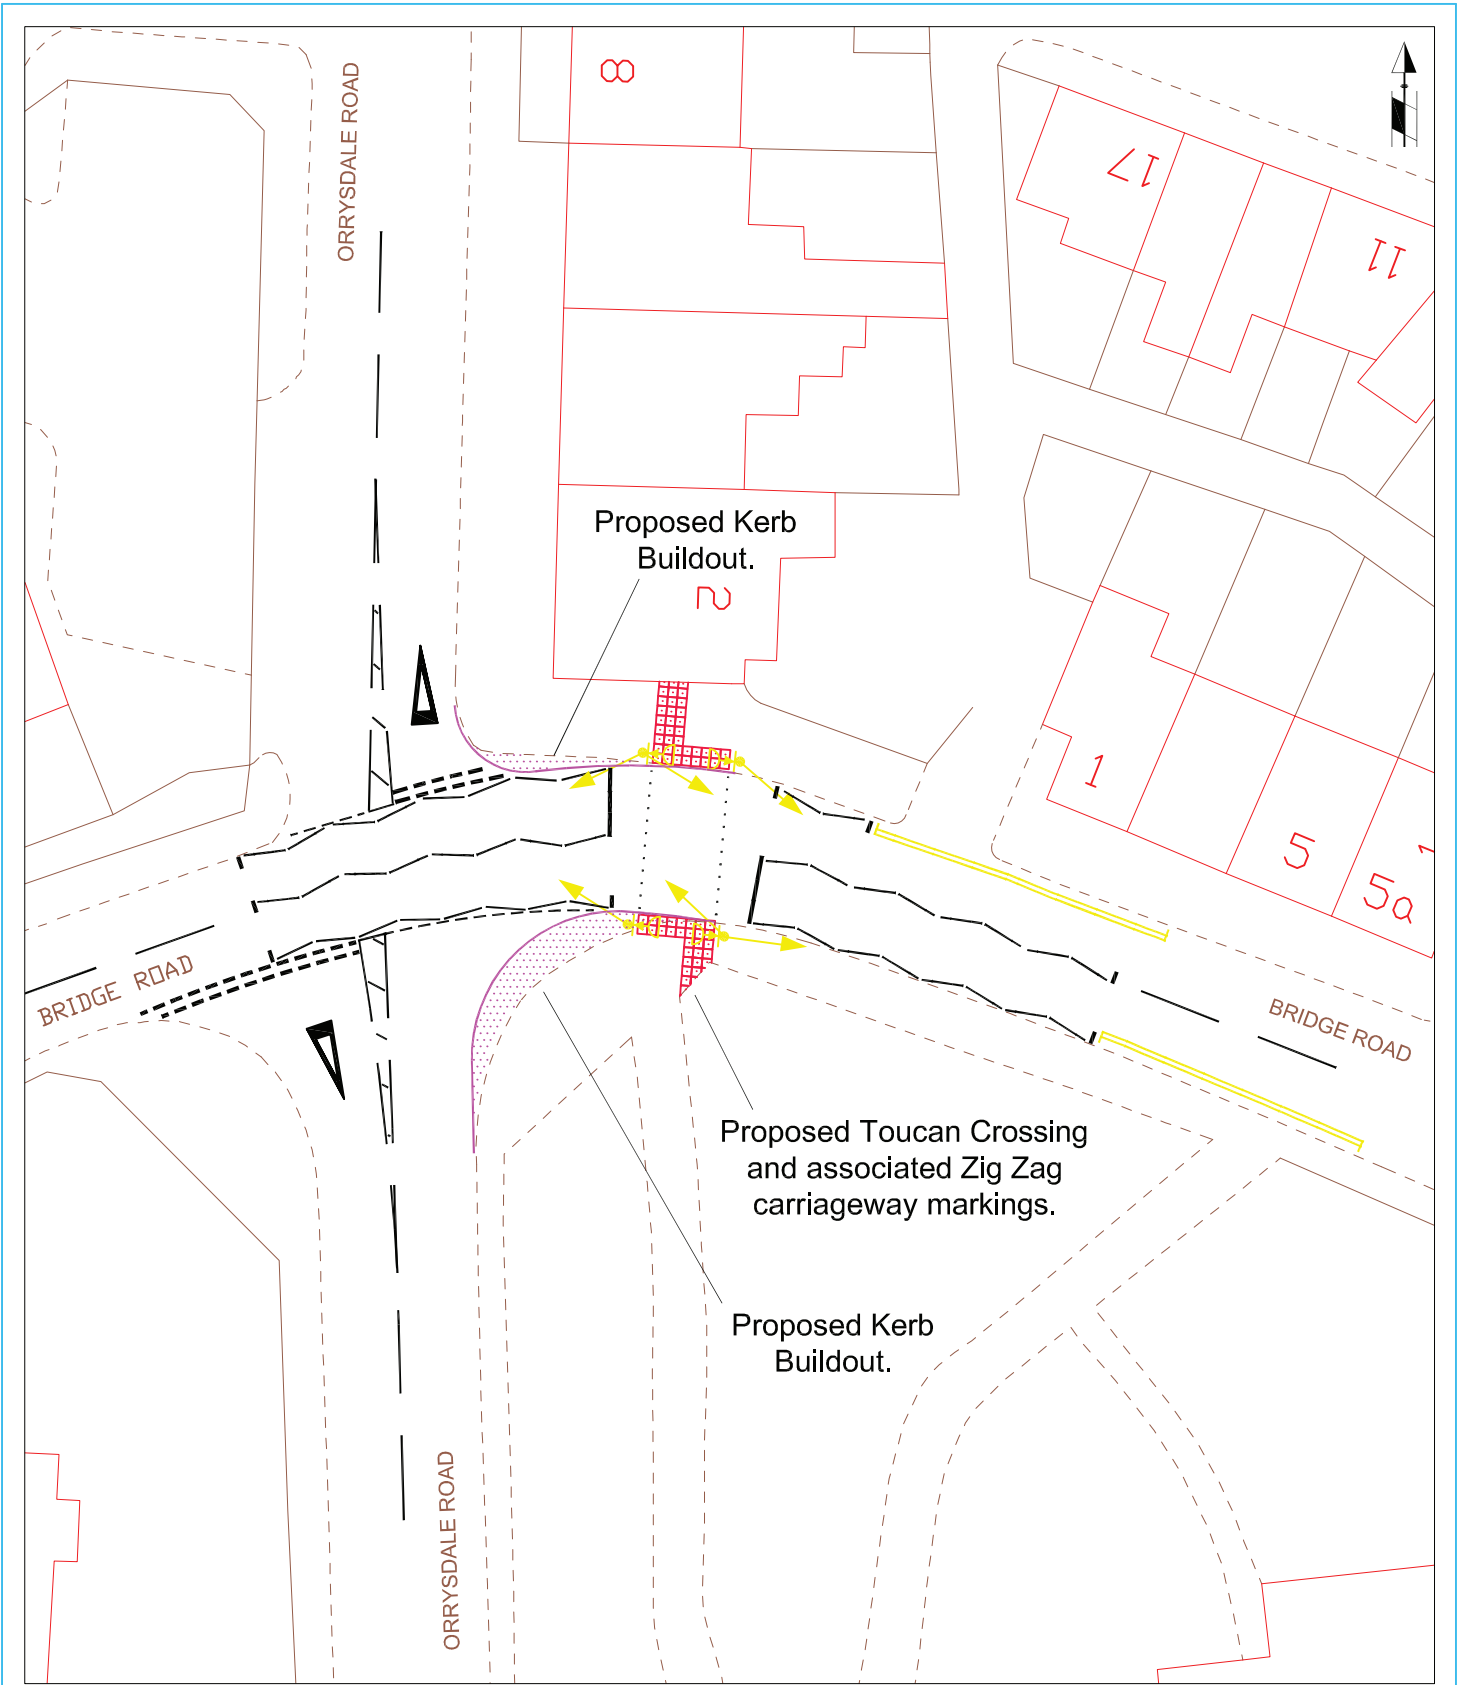 ORRYSDALE ROAD
8
17
11
Proposed Kerb
Buildout.
2
1
5
5a
1
BRIDGE ROAD
BRIDGE ROAD
Proposed Toucan Crossing
and associated Zig Zag
carriageway markings.
Proposed Kerb
Buildout.
ORRYSDALE ROAD